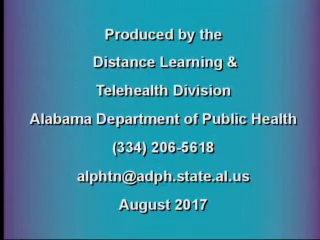 Produced by the
Distance Learning &
Telehealth Division
Alabama Department of Public Health
(334) 206-5618
alphtn@adph.state.al.us
August 2017